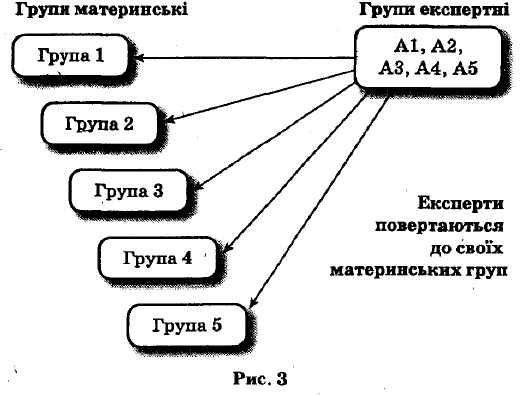 Групи материнські
Групи експертні
Група 1
А1, А2,
А3, А4, А5
Група 2
Група 3
Група 4
Група 5
Експерти
повертаються
до своїх
материнських груп
Рис. 3